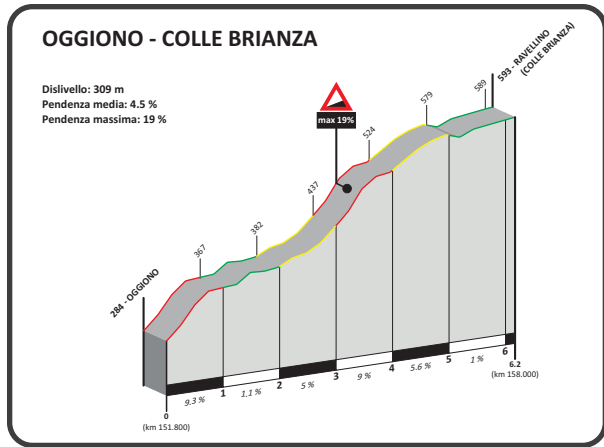 OGGIONO - COLLE BRIANZA
Dislivello: 309 m
Pendenza media: 4.5 %
Pendenza massima: 19 %
max 19%
284 - OGGIONO
367
382
437
524
579
589
593 - RAVELLINO
(COLLE BRIANZA)
0
1
2
3
4
5
6
6.2
9.3 %
1.1 %
5 %
9 %
5.6 %
1 %
(km 151.800)
(km 158.000)